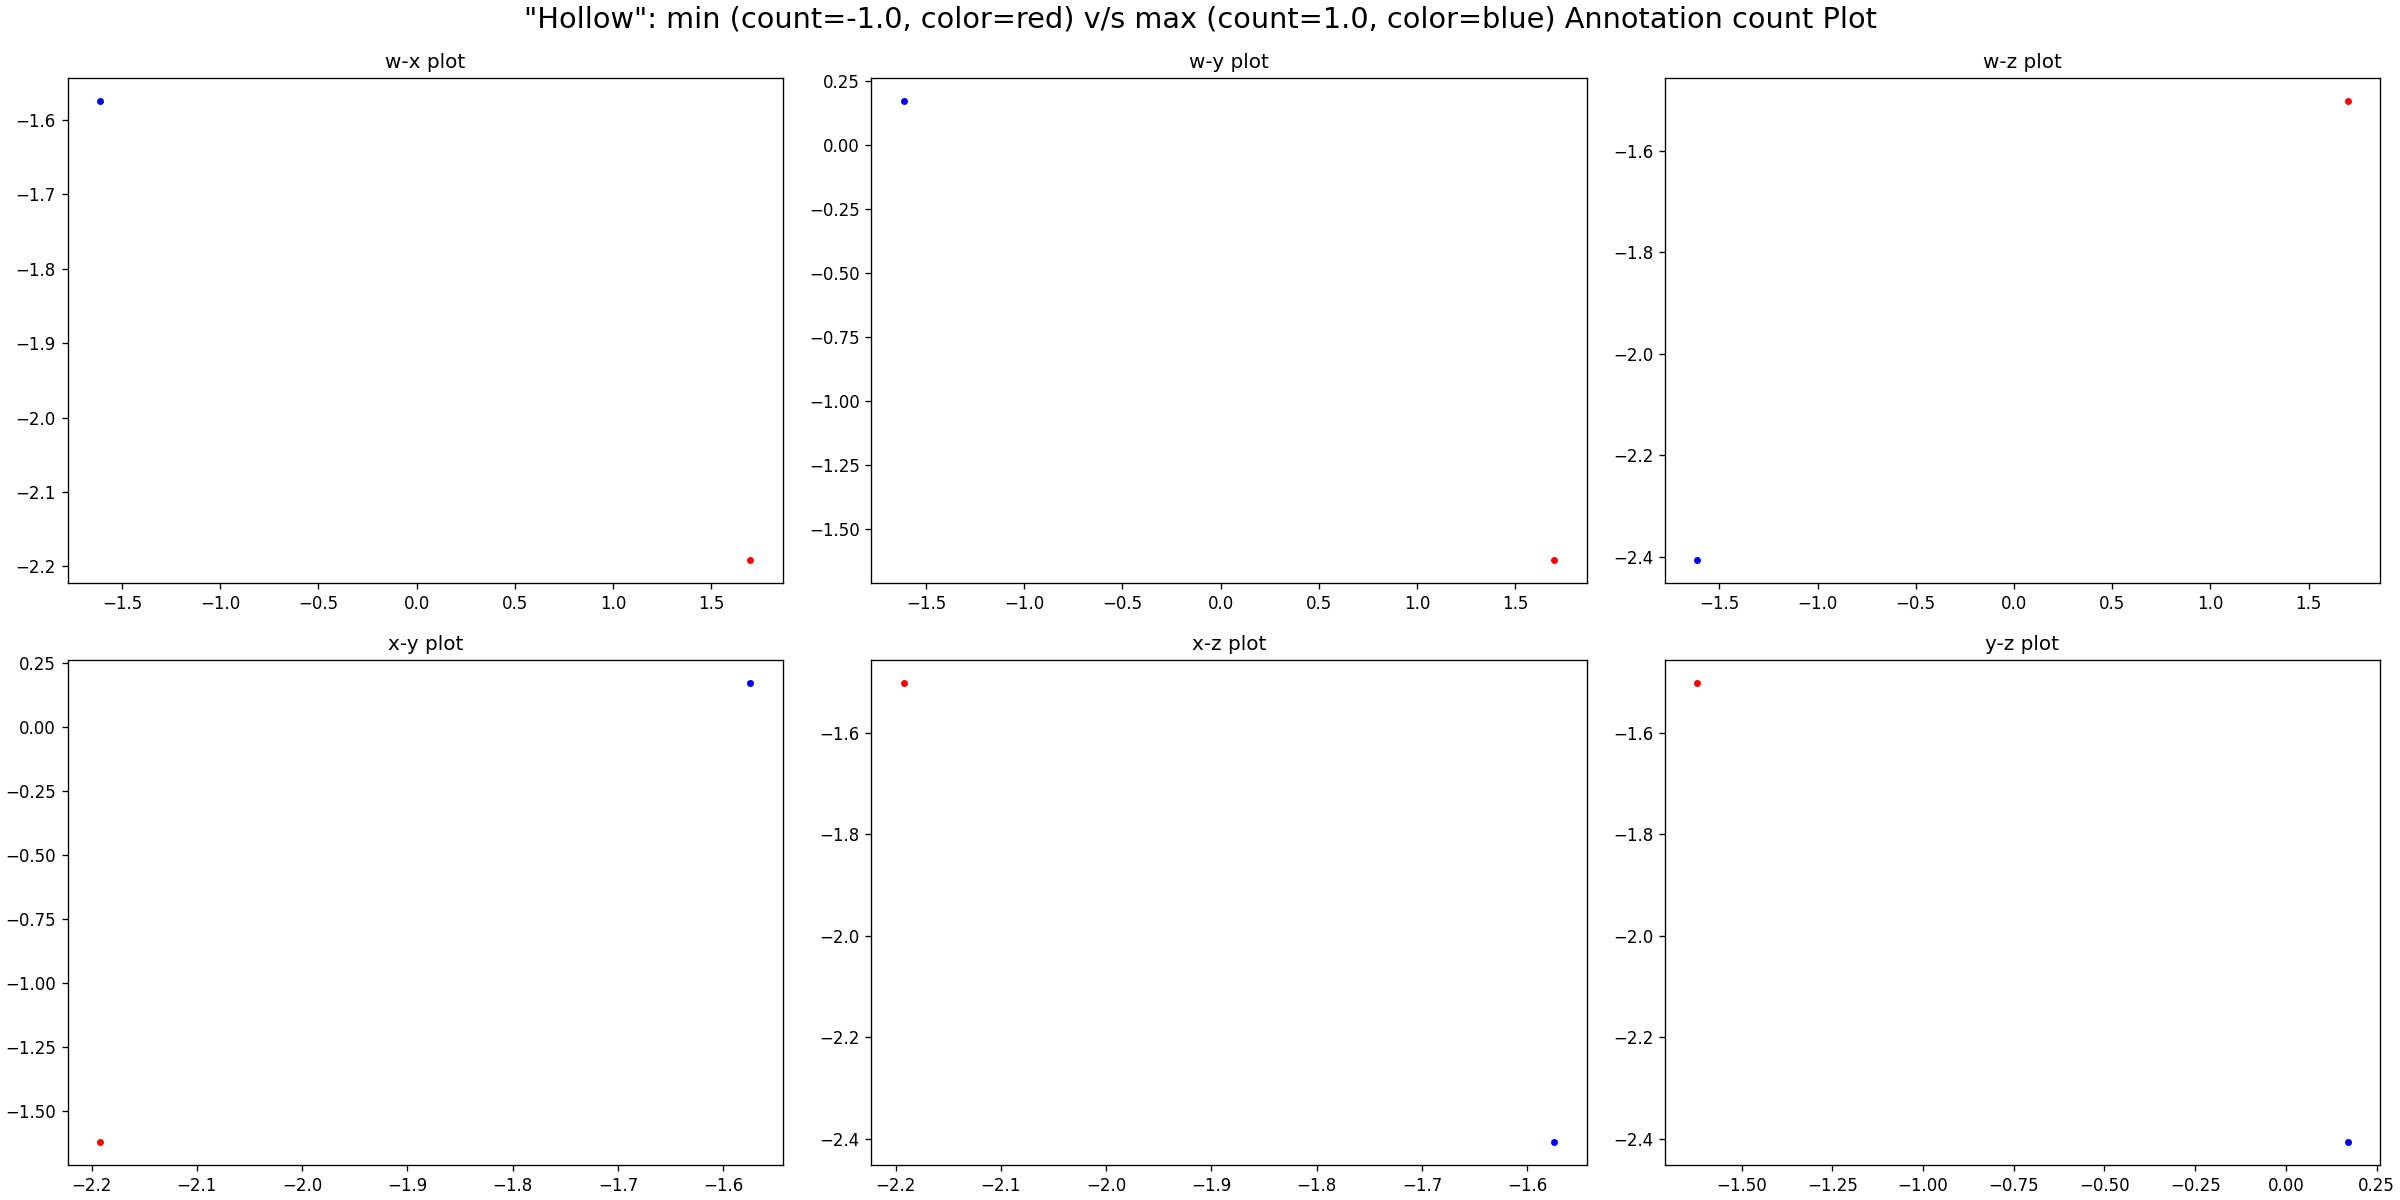 "Hollow": min (count=-1.0, color=red) v/s max (count=1.0, color=blue) Annotation count Plot
w-x plot
−1.6
−1.7
−1.8
−1.9
−2.0
−2.1
−2.2
−1.5 −1.0 −0.5 0.0 0.5 1.0 1.5
w-y plot
0.25
0.00
−0.25
−0.50
−0.75
−1.00
−1.25
−1.50
−1.5 −1.0 −0.5 0.0 0.5 1.0 1.5
w-z plot
−1.6
−1.8
−2.0
−2.2
−2.4
−1.5 −1.0 −0.5 0.0 0.5 1.0 1.5
x-y plot
0.25
0.00
−0.25
−0.50
−0.75
−1.00
−1.25
−1.50
−2.2 −2.1 −2.0 −1.9 −1.8 −1.7 −1.6
x-z plot
−1.6
−1.8
−2.0
−2.2
−2.4
−2.2 −2.1 −2.0 −1.9 −1.8 −1.7 −1.6
y-z plot
−1.6
−1.8
−2.0
−2.2
−2.4
−1.50 −1.25 −1.00 −0.75 −0.50 −0.25 0.00 0.25